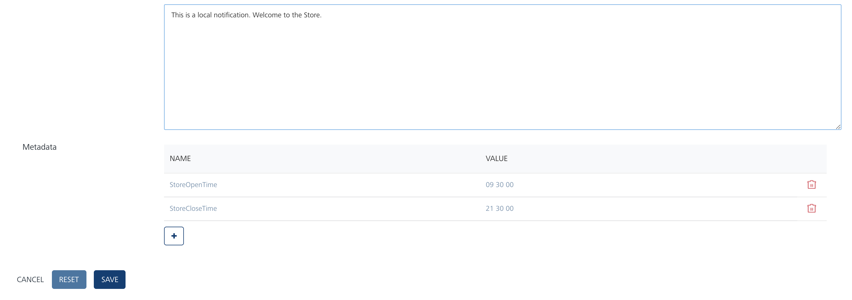 This is a local notification. Welcome to the Store.
Metadata
NAME VALUE
StoreOpenTime 09 30 00
StoreCloseTime 21 30 00
+
CANCEL RESET SAVE